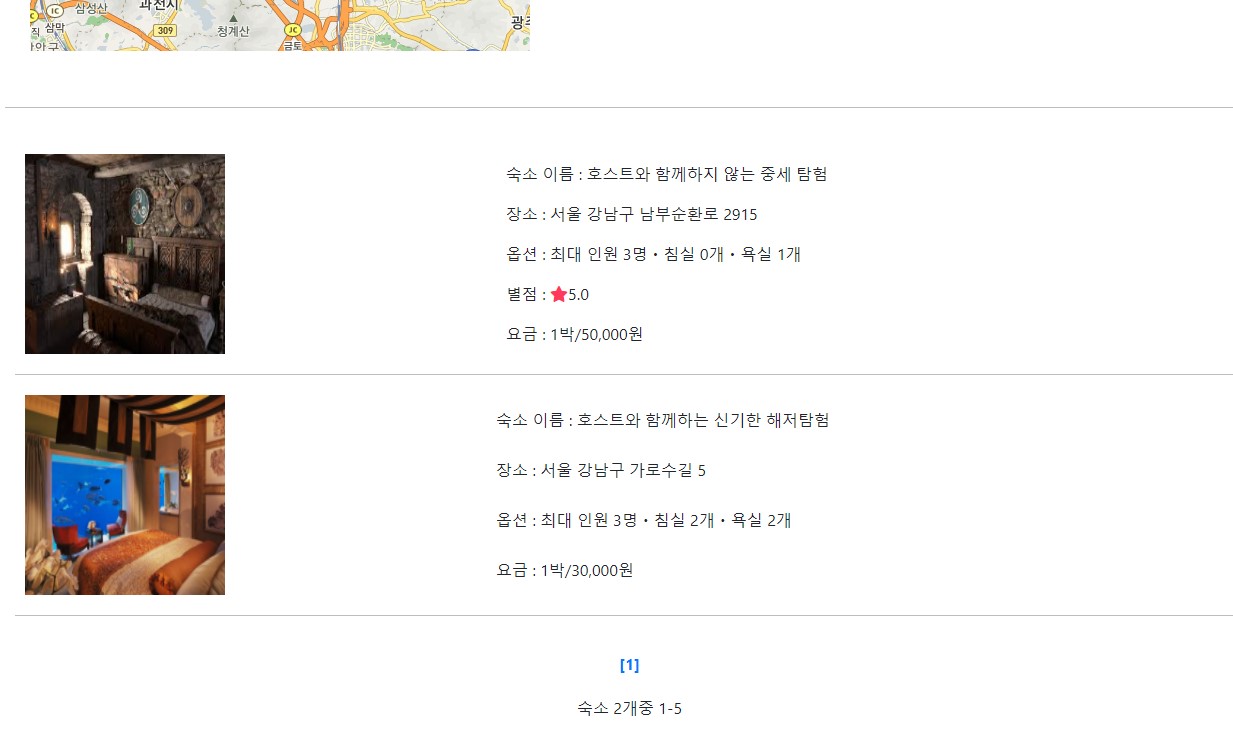 과천시
삼성산
IC
삼막
309
청계산
JC
금토
숙소 이름 : 호스트와 함께하지 않는 중세 탐험
장소 : 서울 강남구 남부순환로 2915
옵션 : 최대 인원 3명 · 침실 0개 · 욕실 1개
별점 : ★5.0
요금 : 1박/50,000원
숙소 이름 : 호스트와 함께하는 신기한 해저탐험
장소 : 서울 강남구 가로수길 5
옵션 : 최대 인원 3명 · 침실 2개 · 욕실 2개
요금 : 1박/30,000원
[1]
숙소 2개중 1-5